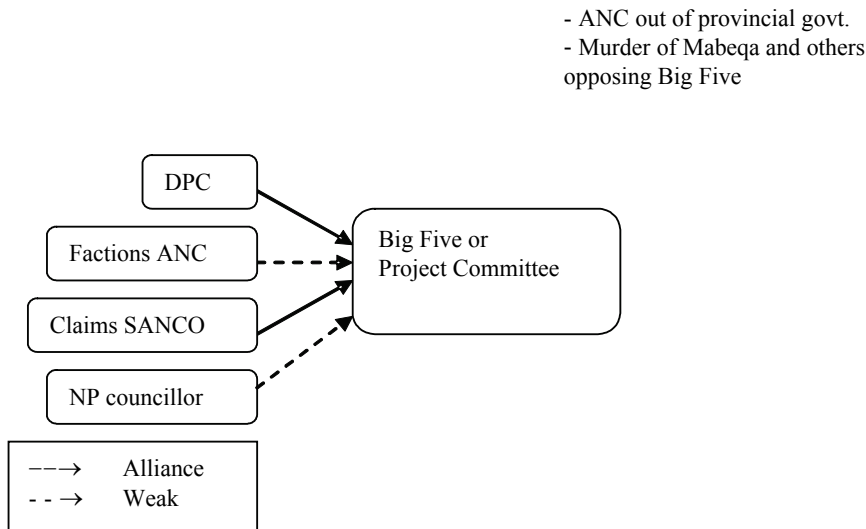 - ANC out of provincial govt.
- Murder of Mabeqa and others
opposing Big Five
DPC
Factions ANC
Claims SANCO
NP councillor
Big Five or
Project Committee
−−→ Alliance
- - → Weak